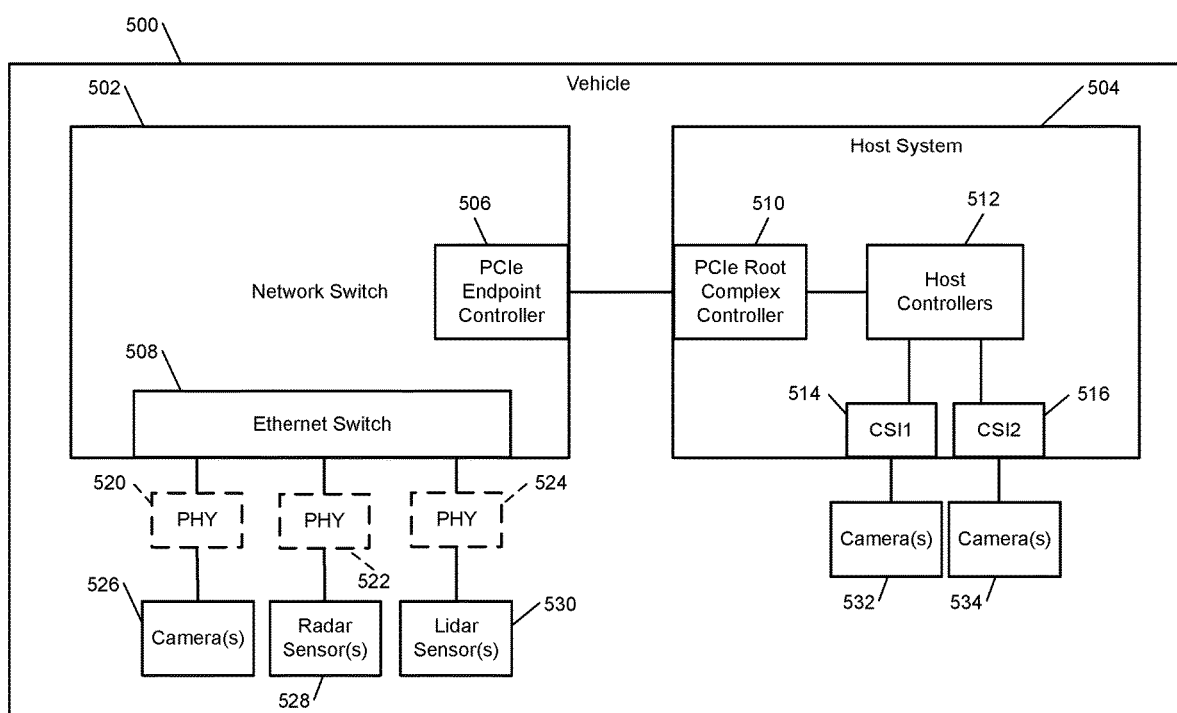 500
Vehicle
502
504
Host System
506
510
512
PCIe
Endpoint
Controller
PCIe Root
Complex
Controller
Host
Controllers
Network Switch
508
Ethernet Switch
514
516
CSI1
CSI2
520
524
PHY
PHY
PHY
522
Camera(s)
Camera(s)
526
530
532
534
Camera(s)
Radar
Sensor(s)
Lidar
Sensor(s)
528